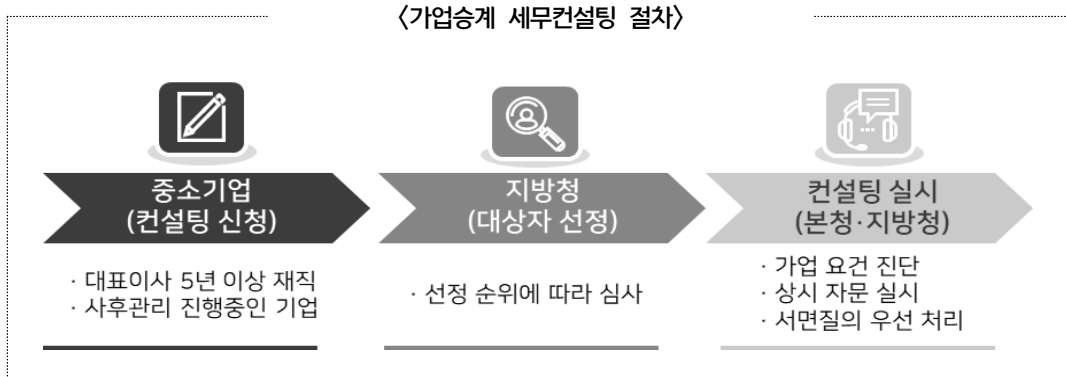 〈가업승계 세무컨설팅 절차〉
중소기업
(컨설팅 신청)
· 대표이사 5년 이상 재직
· 사후관리 진행중인 기업
지방청
(대상자 선정)
· 선정 순위에 따라 심사
컨설팅 실시
(본청·지방청)
· 가업 요건 진단
· 상시 자문 실시
· 서면질의 우선 처리